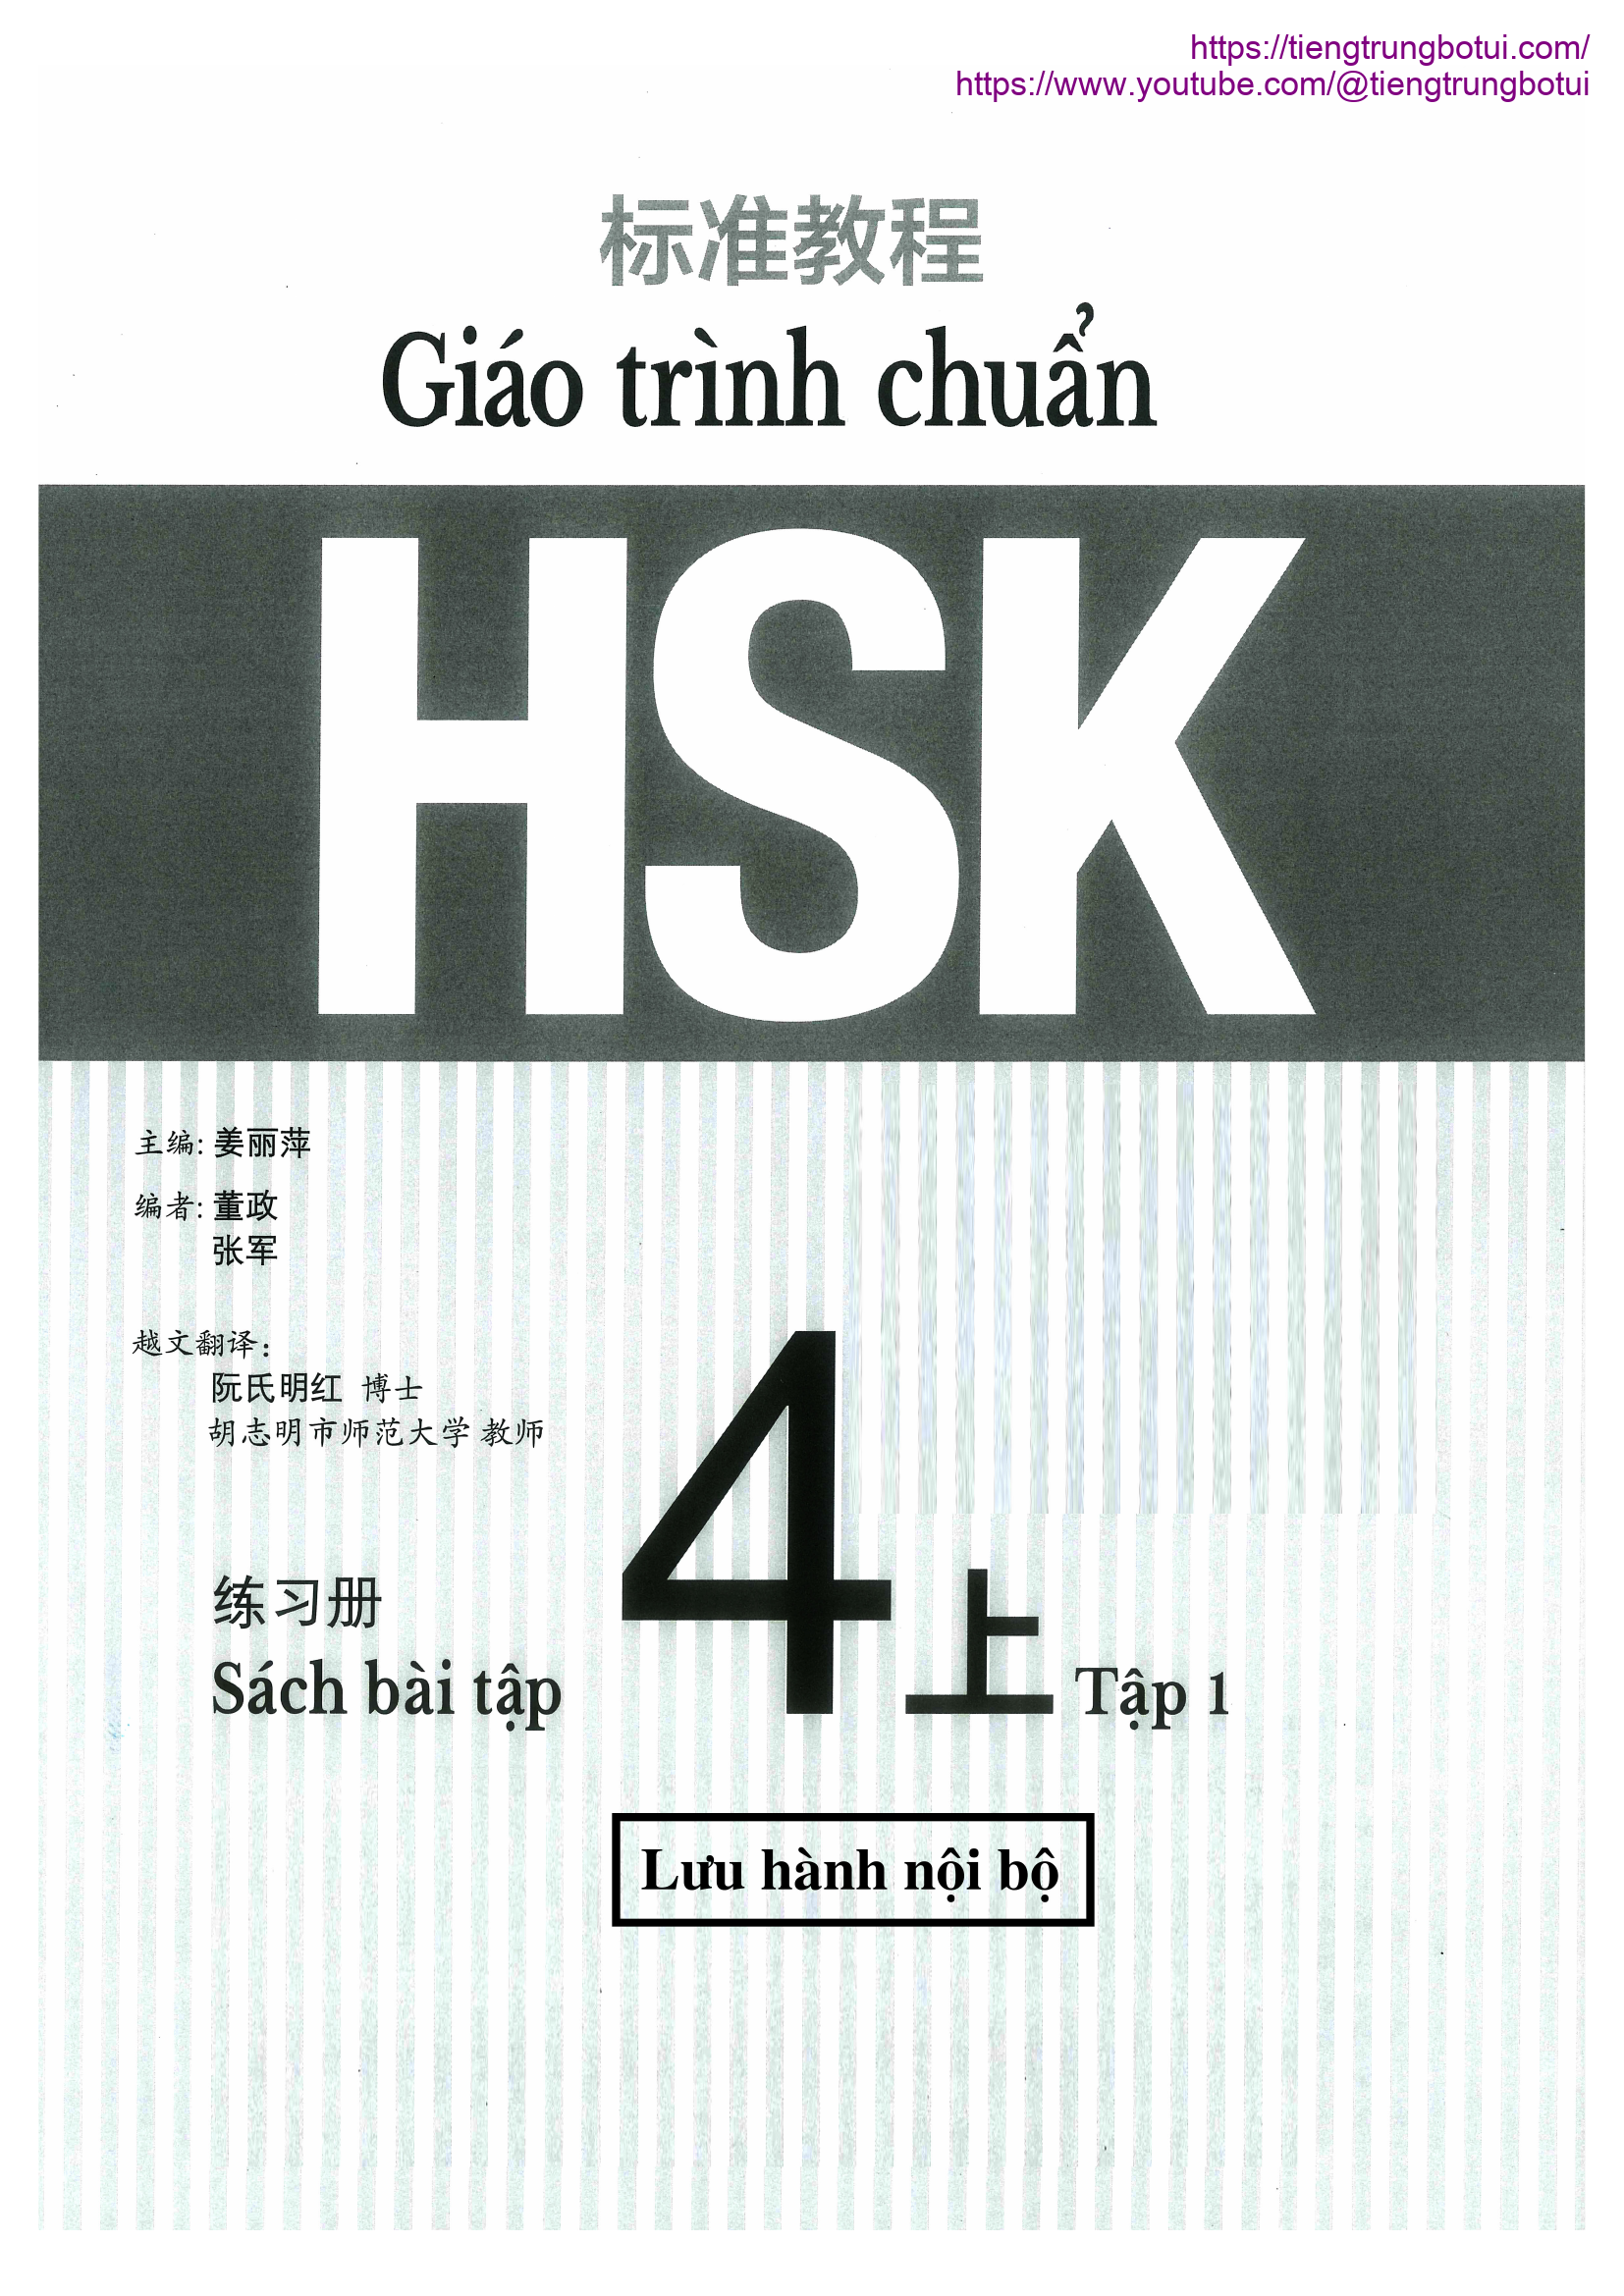 https://tiengtrungbotui.com/
https://www.youtube.com/@tiengtrungbotui
标准教程
Giáo trình chuẩn
HSK
主编: 姜丽萍
编者: 董政
张军
越文翻译：
阮氏明红 博士
胡志明市师范大学 教师
练习册
Sách bài tập
4上 Tập 1
Lưu hành nội bộ